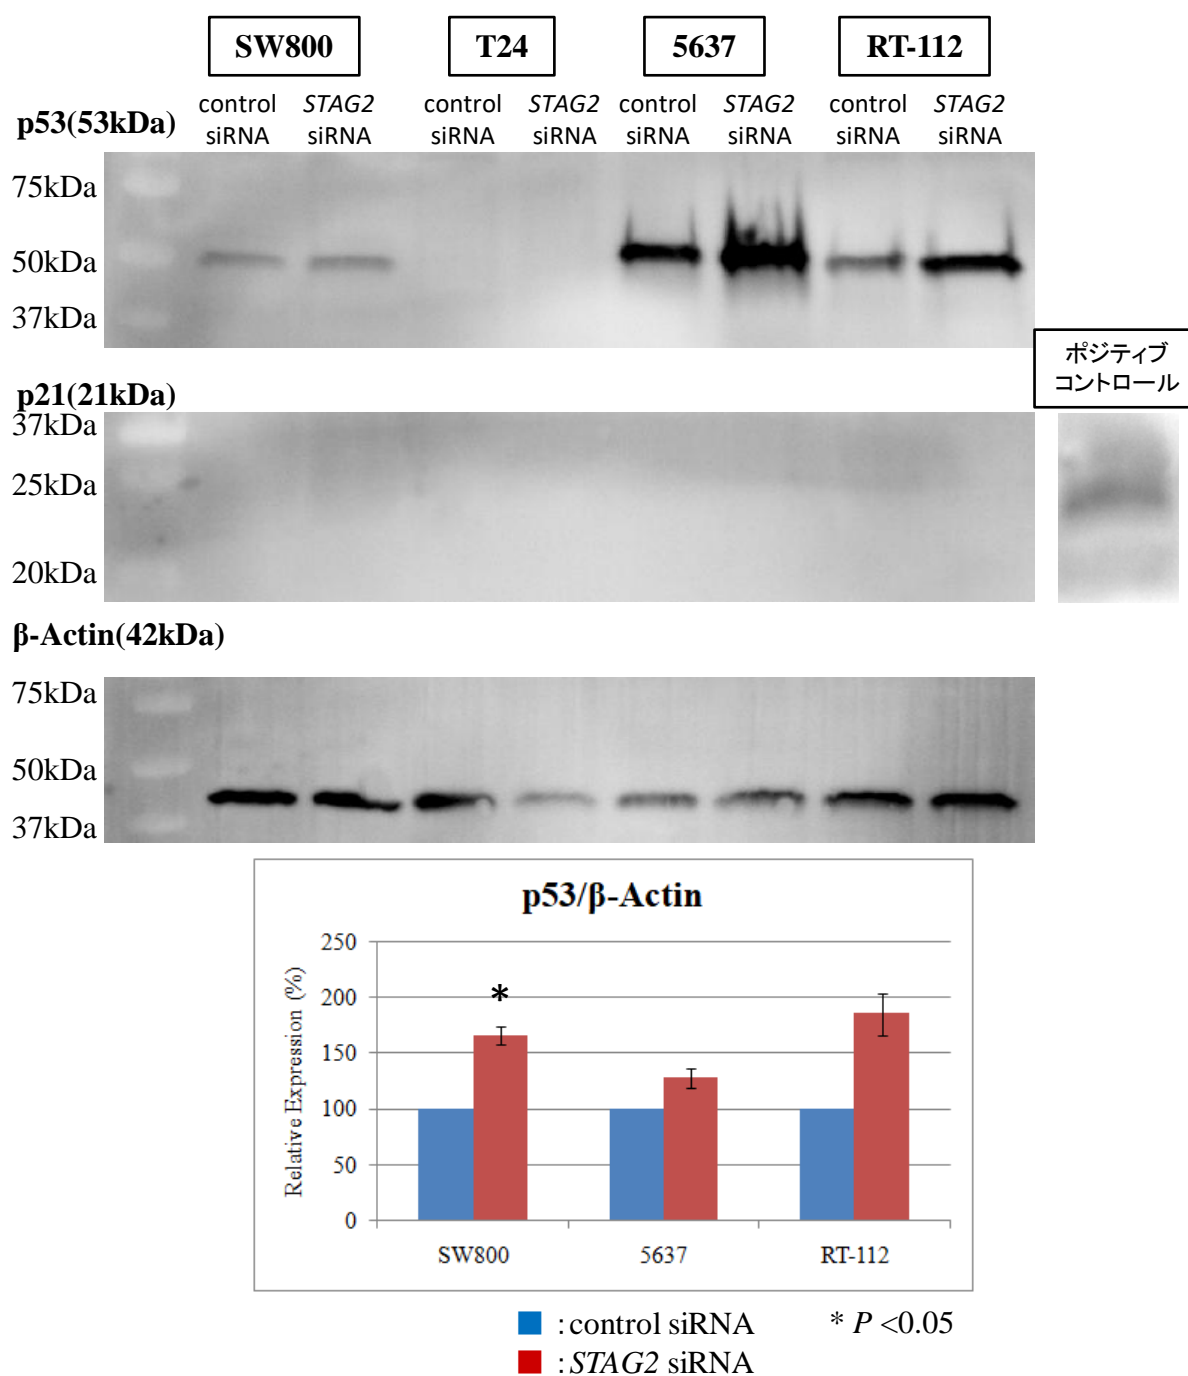 SW800 T24 5637 RT-112
control STAG2 control STAG2 control STAG2 control STAG2
p53(53kDa) siRNA siRNA siRNA siRNA siRNA siRNA siRNA siRNA
75kDa
50kDa
37kDa
ポジティブ
コントロール
p21(21kDa)
37kDa
25kDa
20kDa
β-Actin(42kDa)
75kDa
50kDa
37kDa
p53/β-Actin
Relative Expression (%)
250
200
150
100
50
0
*
SW800 5637 RT-112
:control siRNA * P <0.05
:STAG2 siRNA